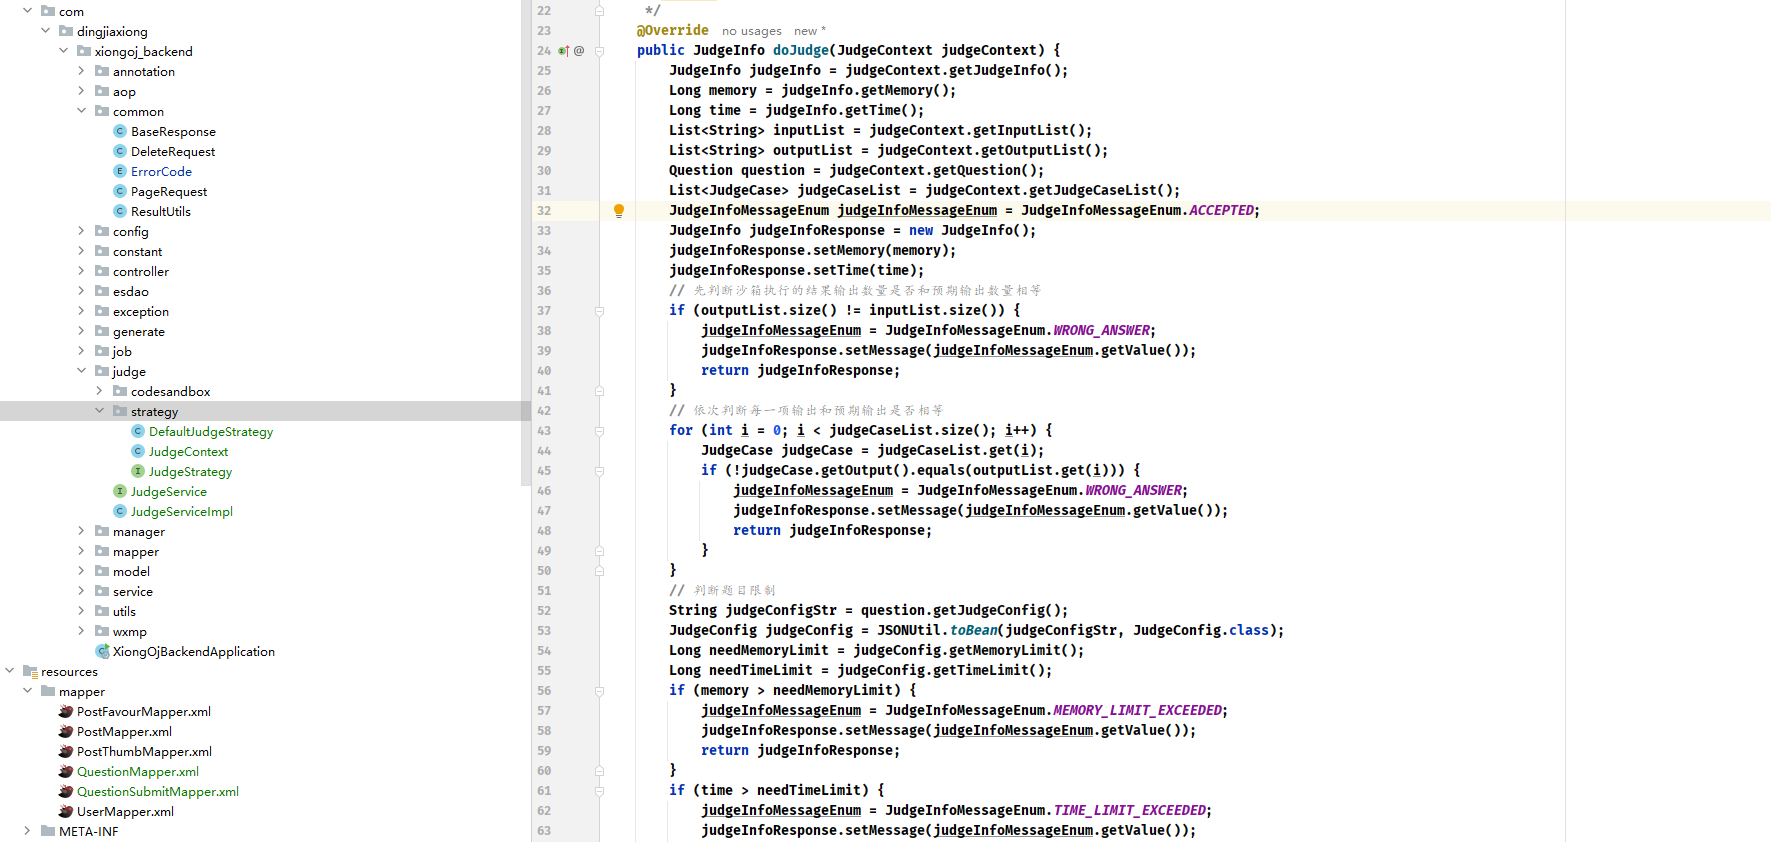 com
dingjiaxiong
xiongoj_backend
annotation
aop
common
BaseResponse
DeleteRequest
ErrorCode
PageRequest
ResultUtils
config
constant
controller
esdao
exception
generate
job
judge
codesandbox
strategy
DefaultJudgeStrategy
JudgeContext
JudgeStrategy
JudgeService
JudgeServiceImpl
manager
mapper
model
service
utils
wxmp
XiongOjBackendApplication
resources
mapper
PostFavourMapper.xml
PostMapper.xml
PostThumbMapper.xml
QuestionMapper.xml
QuestionSubmitMapper.xml
UserMapper.xml
META-INF
22 */
23 @Override no usages new *
24 public JudgeInfo doJudge(JudgeContext judgeContext) {
25 JudgeInfo judgeInfo = judgeContext.getJudgeInfo();
26 Long memory = judgeInfo.getMemory();
27 Long time = judgeInfo.getTime();
28 List<String> inputList = judgeContext.getInputList();
29 List<String> outputList = judgeContext.getOutputList();
30 Question question = judgeContext.getQuestion();
31 List<JudgeCase> judgeCaseList = judgeContext.getJudgeCaseList();
32 JudgeInfoMessageEnum judgeInfoMessageEnum = JudgeInfoMessageEnum.ACCEPTED;
33 JudgeInfo judgeInfoResponse = new JudgeInfo();
34 judgeInfoResponse.setMemory(memory);
35 judgeInfoResponse.setTime(time);
36 // 先判断沙箱执行的结果输出数量是否和预期输出数量相等
37 if (outputList.size() != inputList.size()) {
38 judgeInfoMessageEnum = JudgeInfoMessageEnum.WRONG_ANSWER;
39 judgeInfoResponse.setMessage(judgeInfoMessageEnum.getValue());
40 return judgeInfoResponse;
41 }
42 // 依次判断每一项输出和预期输出是否相等
43 for (int i = 0; i < judgeCaseList.size(); i++) {
44 JudgeCase judgeCase = judgeCaseList.get(i);
45 if (!judgeCase.getOutput().equals(outputList.get(i))) {
46 judgeInfoMessageEnum = JudgeInfoMessageEnum.WRONG_ANSWER;
47 judgeInfoResponse.setMessage(judgeInfoMessageEnum.getValue());
48 return judgeInfoResponse;
49 }
50 }
51 // 判断题目限制
52 String judgeConfigStr = question.getJudgeConfig();
53 JudgeConfig judgeConfig = JSONUtil.toBean(judgeConfigStr, JudgeConfig.class);
54 Long needMemoryLimit = judgeConfig.getMemoryLimit();
55 Long needTimeLimit = judgeConfig.getTimeLimit();
56 if (memory > needMemoryLimit) {
57 judgeInfoMessageEnum = JudgeInfoMessageEnum.MEMORY_LIMIT_EXCEEDED;
58 judgeInfoResponse.setMessage(judgeInfoMessageEnum.getValue());
59 return judgeInfoResponse;
60 }
61 if (time > needTimeLimit) {
62 judgeInfoMessageEnum = JudgeInfoMessageEnum.TIME_LIMIT_EXCEEDED;
63 judgeInfoResponse.setMessage(judgeInfoMessageEnum.getValue());